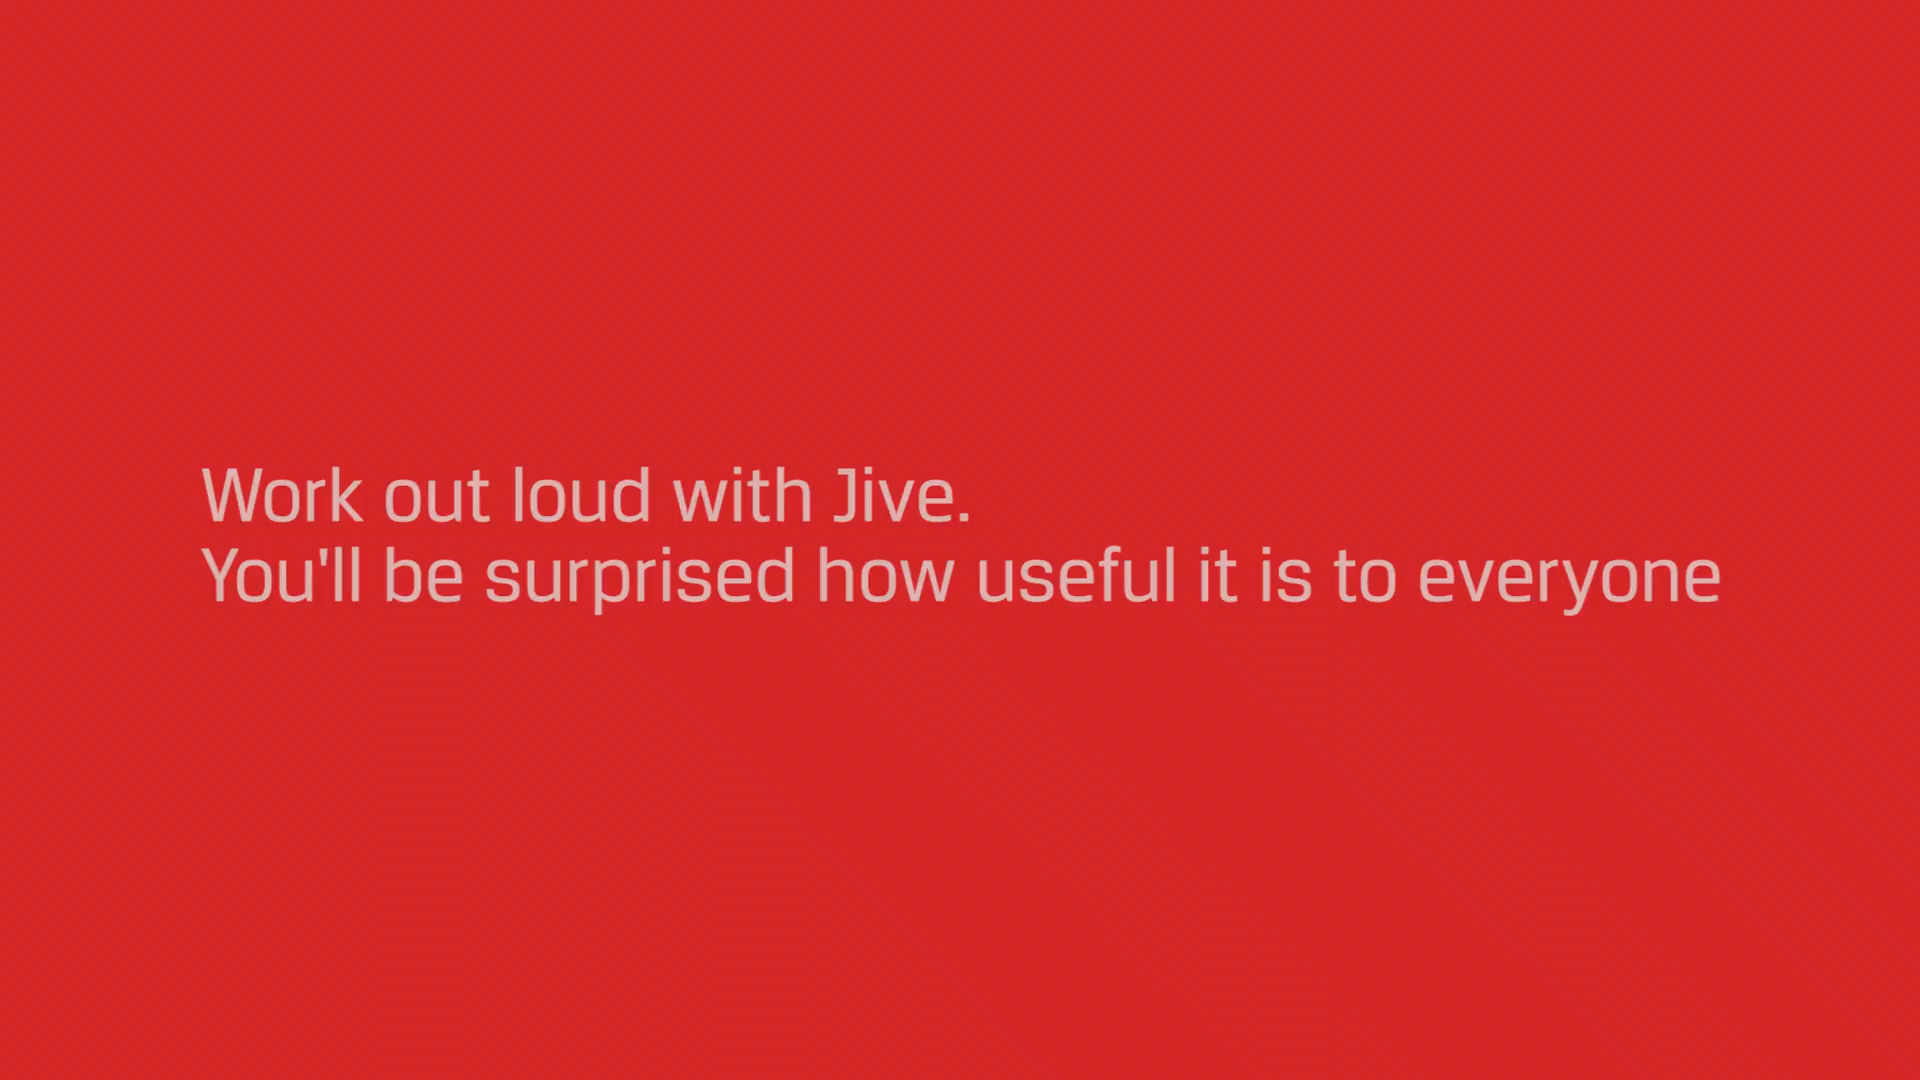 Work out loud with Jive.
You'll be surprised how useful it is to everyone